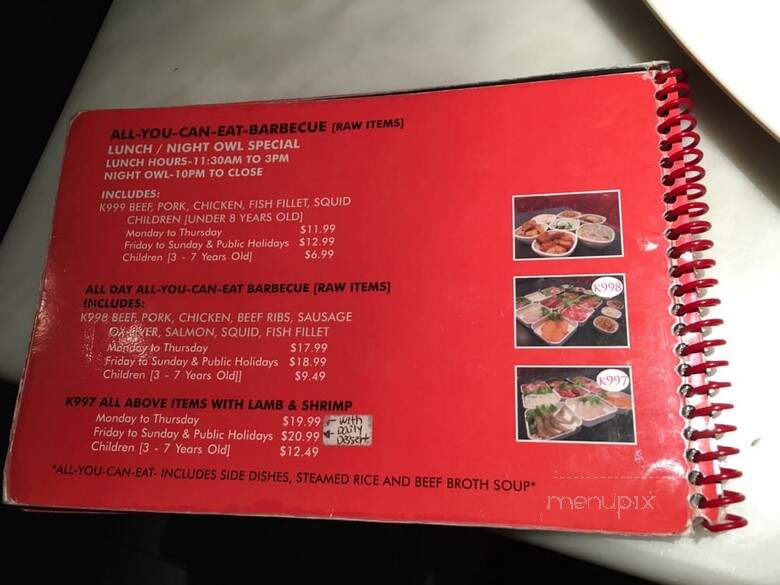 ALL-YOU-CAN-EAT-BARBECUE [RAW ITEMS]
LUNCH / NIGHT OWL SPECIAL
LUNCH HOURS-11:30AM TO 3PM
NIGHT OWL-10PM TO CLOSE
INCLUDES:
K999 BEEF, PORK, CHICKEN, FISH FILLET, SQUID
CHILDREN [UNDER 8 YEARS OLD]
Monday to Thursday $11.99
Friday to Sunday & Public Holidays $12.99
Children [3 - 7 Years Old] $6.99
ALL DAY ALL-YOU-CAN-EAT BARBECUE [RAW ITEMS]
INCLUDES:
K998 BEEF, PORK, CHICKEN, BEEF RIBS, SAUSAGE
OX-LIVER, SALMON, SQUID, FISH FILLET
Monday to Thursday $17.99
Friday to Sunday & Public Holidays $18.99
Children [3 - 7 Years Old]] $9.49
K998
K997 ALL ABOVE ITEMS WITH LAMB & SHRIMP
Monday to Thursday $19.99
Friday to Sunday & Public Holidays $20.99
Children [3 - 7 Years Old] $12.49
with
Daily
Dessert
K997
*ALL-YOU-CAN-EAT- INCLUDES SIDE DISHES, STEAMED RICE AND BEEF BROTH SOUP*
menupix